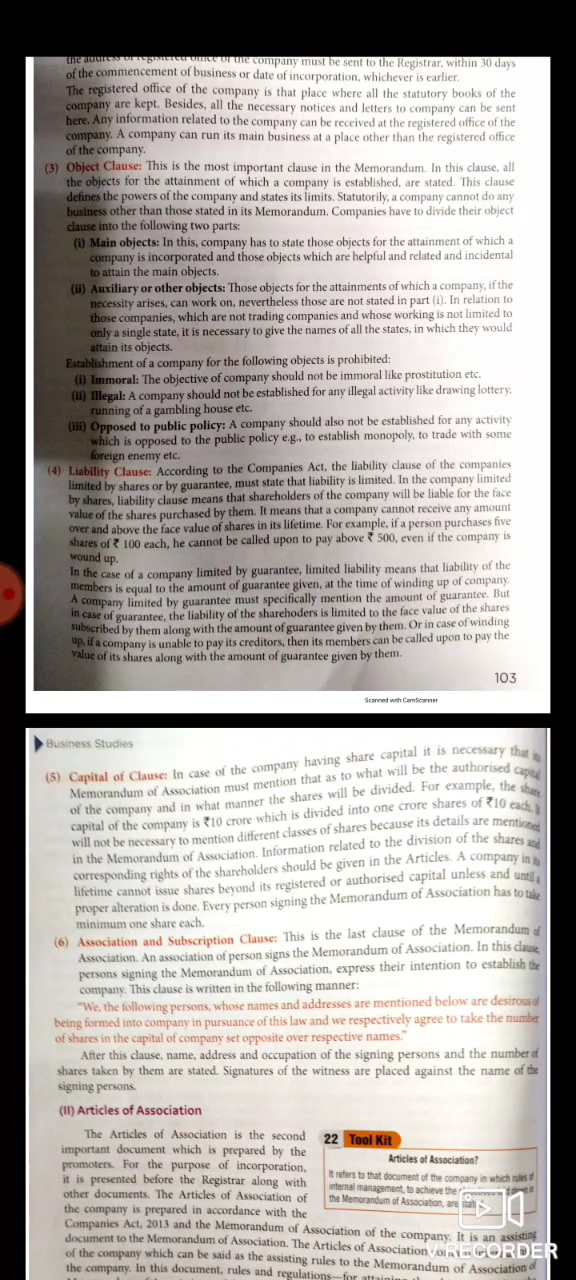 the address of registered office of the company must be sent to the Registrar, within 30 days
of the commencement of business or date of incorporation, whichever is earlier.
The registered office of the company is that place where all the statutory books of the
company are kept. Besides, all the necessary notices and letters to company can be sent
here. Any information related to the company can be received at the registered office of the
company. A company can run its main business at a place other than the registered office
of the company.
(3) Object Clause: This is the most important clause in the Memorandum. In this clause, all
the objects for the attainment of which a company is established, are stated. This clause
defines the powers of the company and states its limits. Statutorily, a company cannot do any
business other than those stated in its Memorandum. Companies have to divide their object
clause into the following two parts:
(i) Main objects: In this, company has to state those objects for the attainment of which a
company is incorporated and those objects which are helpful and related and incidental
to attain the main objects.
(ii) Auxiliary or other objects: Those objects for the attainments of which a company, if the
necessity arises, can work on, nevertheless those are not stated in part (i). In relation to
those companies, which are not trading companies and whose working is not limited to
only a single state, it is necessary to give the names of all the states, in which they would
attain its objects.
Establishment of a company for the following objects is prohibited:
(i) Immoral: The objective of company should not be immoral like prostitution etc.
(ii) Illegal: A company should not be established for any illegal activity like drawing lottery,
running of a gambling house etc.
(iii) Opposed to public policy: A company should also not be established for any activity
which is opposed to the public policy e.g., to establish monopoly, to trade with some
foreign enemy etc.
(4) Liability Clause: According to the Companies Act, the liability clause of the companies
limited by shares or by guarantee, must state that liability is limited. In the company limited
by shares, liability clause means that shareholders of the company will be liable for the face
value of the shares purchased by them. It means that a company cannot receive any amount
over and above the face value of shares in its lifetime. For example, if a person purchases five
shares of ₹ 100 each, he cannot be called upon to pay above ₹ 500, even if the company is
wound up.
In the case of a company limited by guarantee, limited liability means that liability of the
members is equal to the amount of guarantee given, at the time of winding up of company.
A company limited by guarantee must specifically mention the amount of guarantee. But
in case of guarantee, the liability of the sharehoders is limited to the face value of the shares
subscribed by them along with the amount of guarantee given by them. Or in case of winding
up, if a company is unable to pay its creditors, then its members can be called upon to pay the
value of its shares along with the amount of guarantee given by them.
103
Scanned with CamScanner
Business Studies
(5) Capital of Clause: In case of the company having share capital it is necessary that its
Memorandum of Association must mention that as to what will be the authorised capital
of the company and in what manner the shares will be divided. For example, the share
capital of the company is ₹10 crore which is divided into one crore shares of ₹10 each. It
will not be necessary to mention different classes of shares because its details are mentioned
in the Memorandum of Association. Information related to the division of the shares and
corresponding rights of the shareholders should be given in the Articles. A company in its
lifetime cannot issue shares beyond its registered or authorised capital unless and until a
proper alteration is done. Every person signing the Memorandum of Association has to take
minimum one share each.
(6) Association and Subscription Clause: This is the last clause of the Memorandum of
Association. An association of person signs the Memorandum of Association. In this clause,
persons signing the Memorandum of Association, express their intention to establish the
company. This clause is written in the following manner:
"We, the following persons, whose names and addresses are mentioned below are desirous of
being formed into company in pursuance of this law and we respectively agree to take the number
of shares in the capital of company set opposite over respective names."
After this clause, name, address and occupation of the signing persons and the number of
shares taken by them are stated. Signatures of the witness are placed against the name of the
signing persons.
(II) Articles of Association
The Articles of Association is the second
important document which is prepared by the
promoters. For the purpose of incorporation,
it is presented before the Registrar along with
other documents. The Articles of Association of
the company is prepared in accordance with the
22 Tool Kit
Articles of Association?
It refers to that document of the company in which rules of
internal management, to achieve the
the Memorandum of Association, are
Companies Act, 2013 and the Memorandum of Association of the company. It is an assisting
document to the Memorandum of Association. The Articles of Association
of the company which can be said as the assisting rules to the Memorandum of Association of
the company. In this document, rules and regulations—for
RECORDER